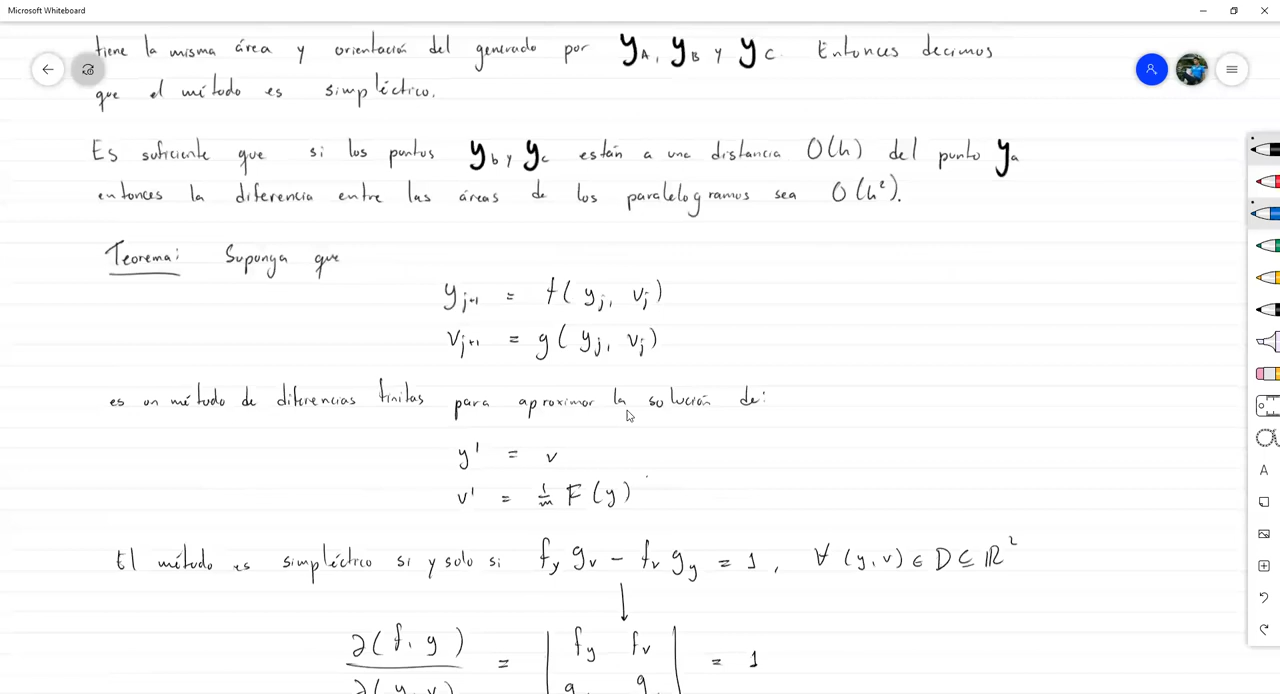 Microsoft Whiteboard
tiene la misma área y orientación del generado por y_A, y_B y y_C. Entonces decimos
que el método es simpléctico.
Es suficiente que si los puntos y_b y y_c están a una distancia O(h) del punto y_a
entonces la diferencia entre las áreas de los paralelogramos sea O(h²).
Teorema: Suponga que
y_{j+1} = f(y_j, v_j)
v_{j+1} = g(y_j, v_j)
es un método de diferencias finitas para aproximar la solución de:
y' = v
v' = 1/m F(y)
El método es simpléctico si y solo si f_y g_v - f_v g_y = 1, ∀ (y,v) ∈ D ⊆ ℝ²
↓
∂(f, g) = | f_y f_v | = 1
A